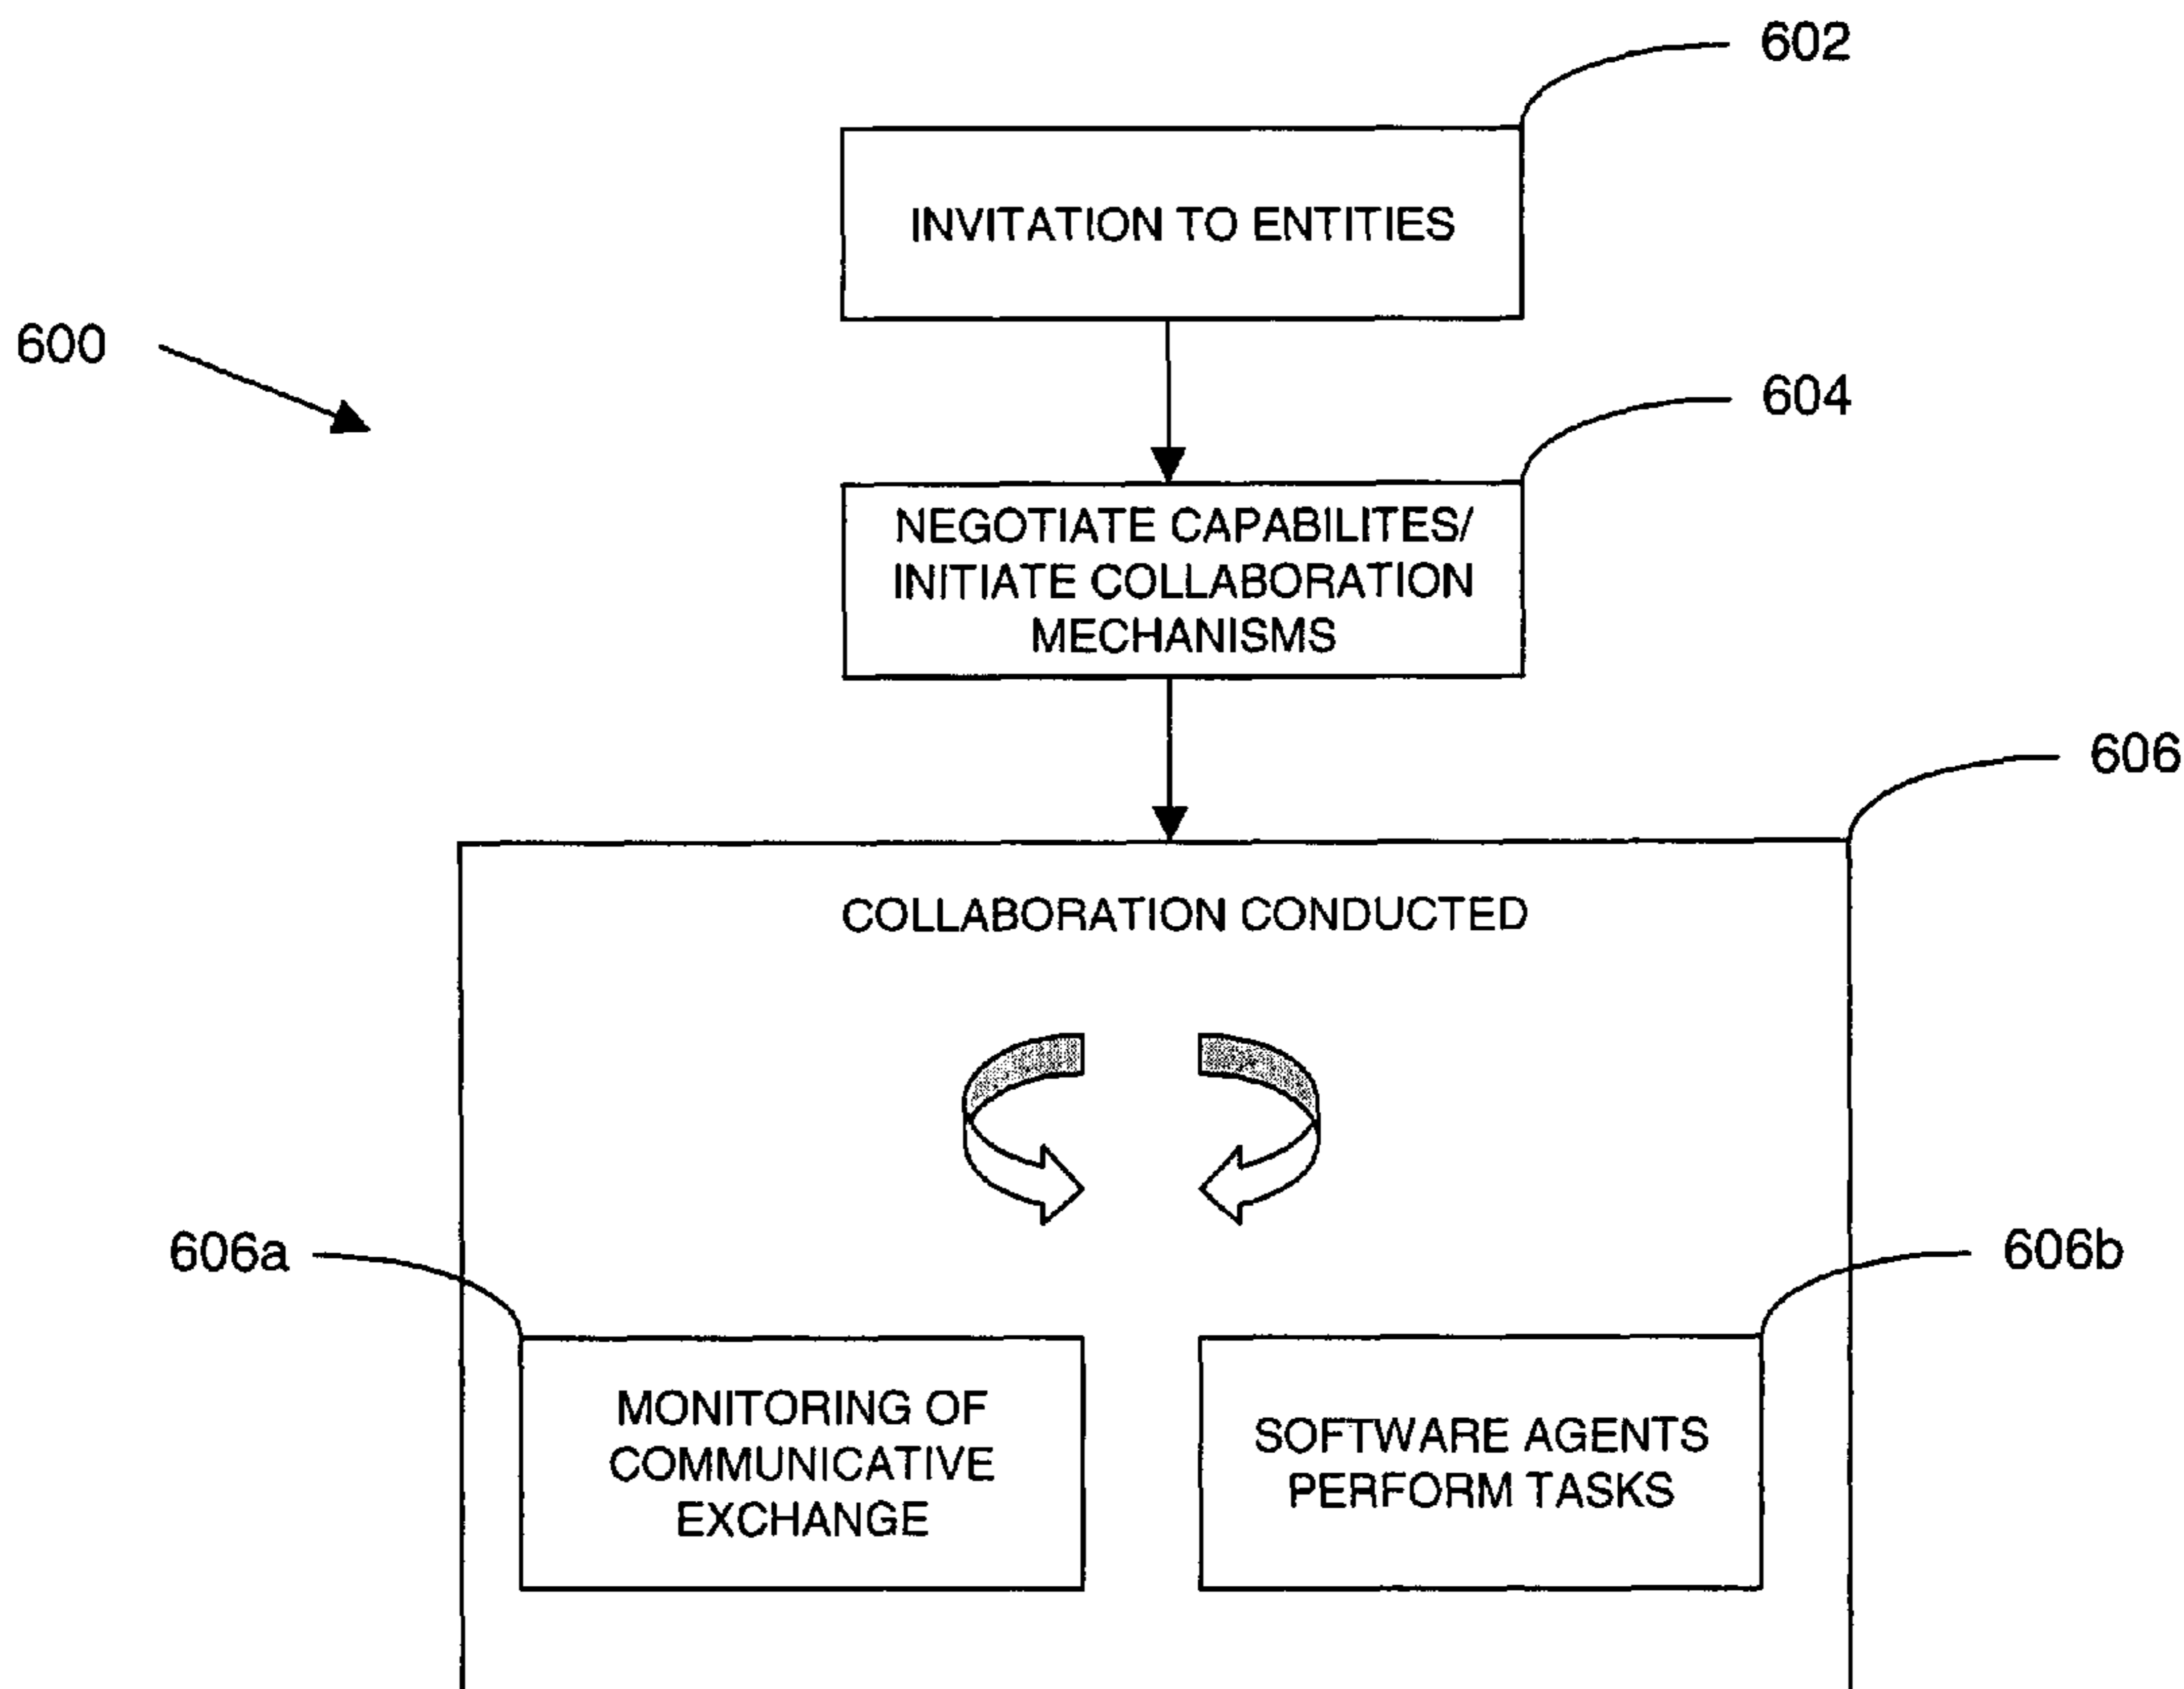 602
INVITATION TO ENTITIES
600
604
NEGOTIATE CAPABILITES/
INITIATE COLLABORATION
MECHANISMS
606
COLLABORATION CONDUCTED
606a
606b
MONITORING OF
COMMUNICATIVE
EXCHANGE
SOFTWARE AGENTS
PERFORM TASKS